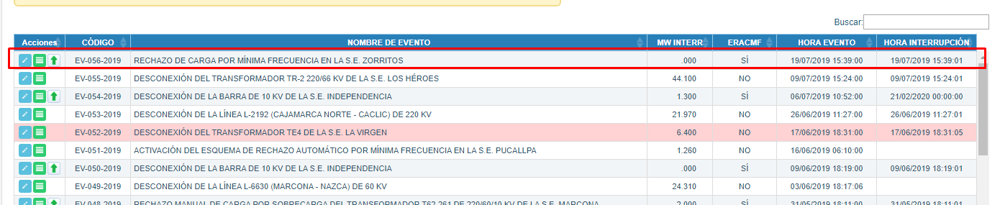 Buscar:
Acciones CÓDIGO NOMBRE DE EVENTO MW INTERR ERACMF HORA EVENTO HORA INTERRUPCIÓN
EV-056-2019 RECHAZO DE CARGA POR MÍNIMA FRECUENCIA EN LA S.E. ZORRITOS .000 SÍ 19/07/2019 15:39:00 19/07/2019 15:39:01
EV-055-2019 DESCONEXIÓN DEL TRANSFORMADOR TR-2 220/66 KV DE LA S.E. LOS HÉROES 44.100 NO 09/07/2019 15:24:00 09/07/2019 15:24:01
EV-054-2019 DESCONEXIÓN DE LA BARRA DE 10 KV DE LA S.E. INDEPENDENCIA 1.300 SÍ 06/07/2019 10:52:00 21/02/2020 00:00:00
EV-053-2019 DESCONEXIÓN DE LA LÍNEA L-2192 (CAJAMARCA NORTE - CACLIC) DE 220 KV 21.970 NO 26/06/2019 11:27:00 26/06/2019 11:27:01
EV-052-2019 DESCONEXIÓN DEL TRANSFORMADOR TE4 DE LA S.E. LA VIRGEN 6.400 NO 17/06/2019 18:31:00 17/06/2019 18:31:05
EV-051-2019 ACTIVACIÓN DEL ESQUEMA DE RECHAZO AUTOMÁTICO POR MÍNIMA FRECUENCIA EN LA S.E. PUCALLPA 1.260 NO 16/06/2019 06:10:00
EV-050-2019 DESCONEXIÓN DE LA BARRA DE 10 KV DE LA S.E. INDEPENDENCIA .000 SÍ 09/06/2019 18:19:00 09/06/2019 18:19:01
EV-049-2019 DESCONEXIÓN DE LA LÍNEA L-6630 (MARCONA - NAZCA) DE 60 KV 24.310 NO 03/06/2019 18:17:06
EV-048-2019 RECHAZO MANUAL DE CARGA POR SOBRECARGA DEL TRANSFORMADOR T62-261 DE 220/60/10 KV DE LA S.E. MARCONA 2.000 SÍ 31/05/2019 18:11:00 31/05/2019 18:11:01